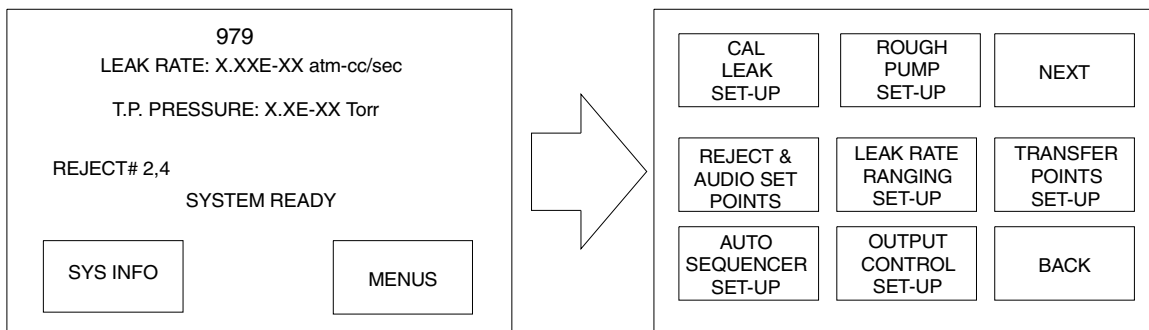 979
LEAK RATE: X.XXE-XX atm-cc/sec
T.P. PRESSURE: X.XE-XX Torr
REJECT# 2,4
SYSTEM READY
SYS INFO
MENUS
CAL
LEAK
SET-UP
ROUGH
PUMP
SET-UP
NEXT
REJECT &
AUDIO SET
POINTS
LEAK RATE
RANGING
SET-UP
TRANSFER
POINTS
SET-UP
AUTO
SEQUENCER
SET-UP
OUTPUT
CONTROL
SET-UP
BACK